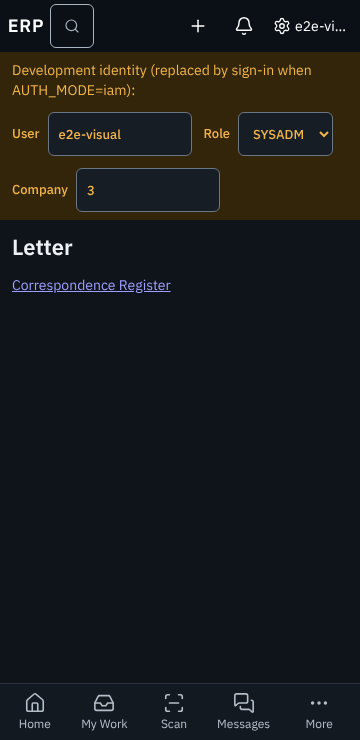 ERP
e2e-vi...
Development identity (replaced by sign-in when
AUTH_MODE=iam):
User e2e-visual Role SYSADM
Company 3
Letter
Correspondence Register
Home My Work Scan Messages More